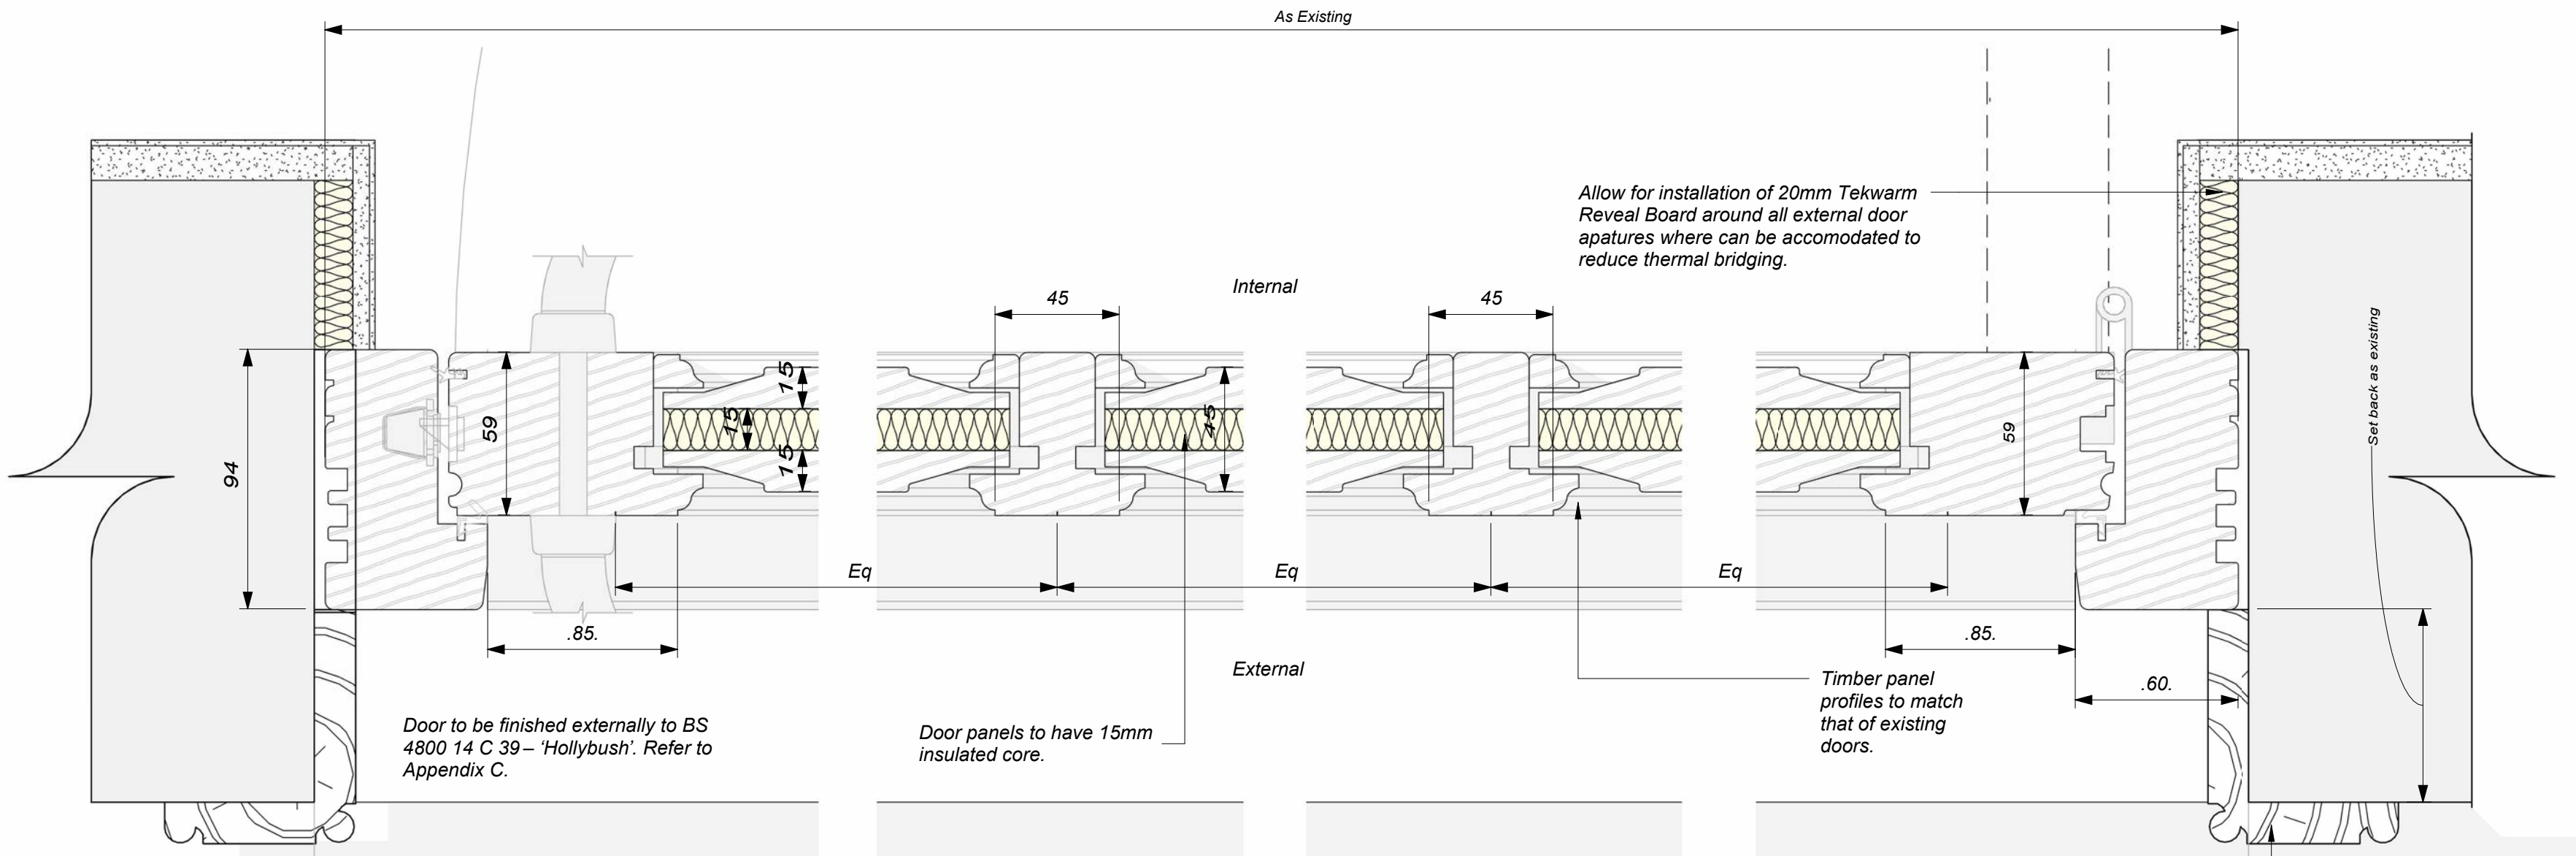 As Existing
Allow for installation of 20mm Tekwarm
Reveal Board around all external door
apatures where can be accomodated to
reduce thermal bridging.
Internal
45
45
Set back as existing
15
15
15
45
59
59
94
Eq
Eq
Eq
.85.
.85.
.60.
External
Timber panel
profiles to match
that of existing
doors.
Door to be finished externally to BS
4800 14 C 39 – ‘Hollybush’. Refer to
Appendix C.
Door panels to have 15mm
insulated core.